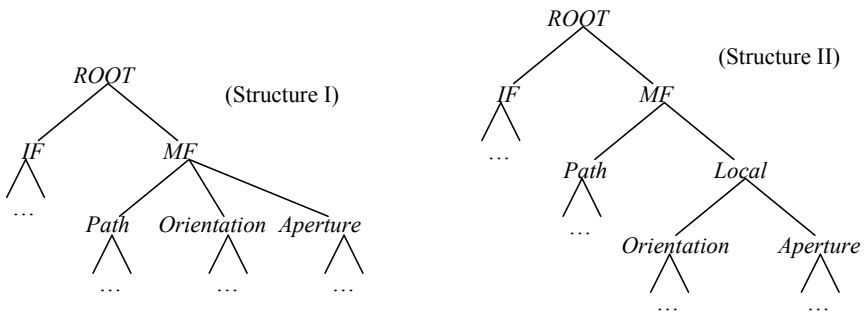 ROOT
(Structure I)
IF MF
…
Path Orientation Aperture
… … …
ROOT
(Structure II)
IF MF
…
Path Local
…
Orientation Aperture
… …